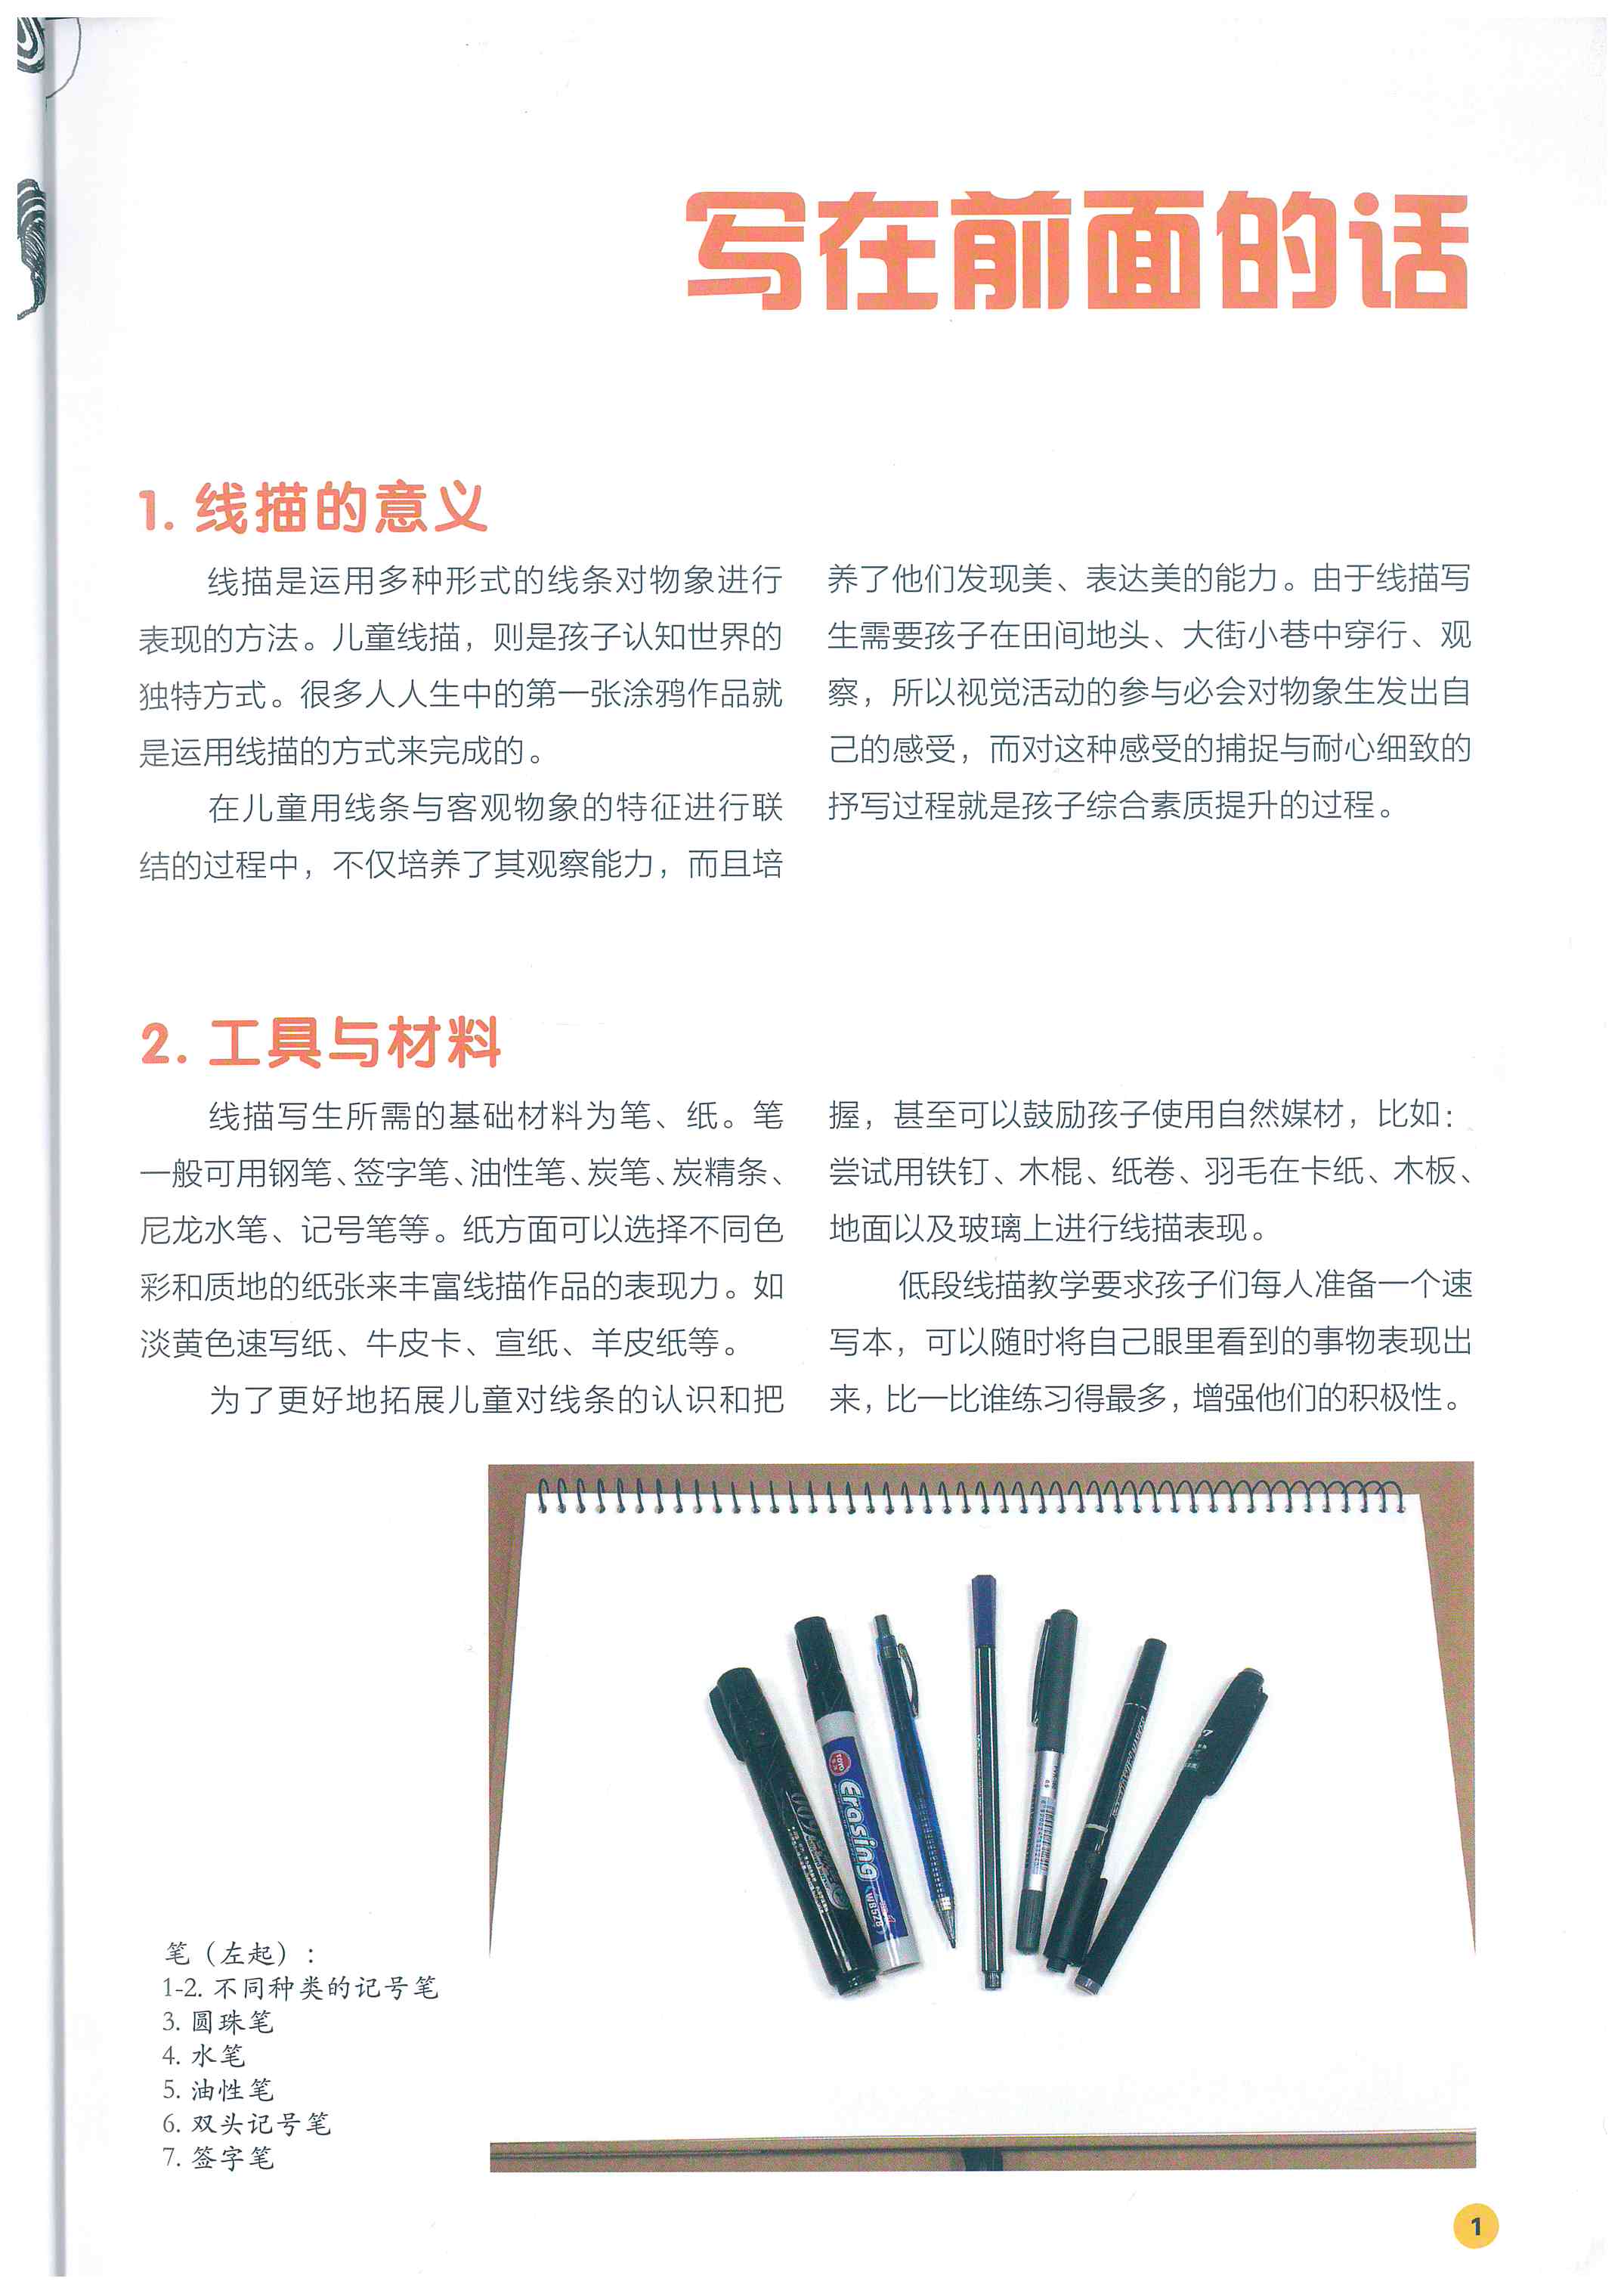 写在前面的话
1. 线描的意义
线描是运用多种形式的线条对物象进行
表现的方法。儿童线描，则是孩子认知世界的
独特方式。很多人人生中的第一张涂鸦作品就
是运用线描的方式来完成的。
在儿童用线条与客观物象的特征进行联
结的过程中，不仅培养了其观察能力，而且培
养了他们发现美、表达美的能力。由于线描写
生需要孩子在田间地头、大街小巷中穿行、观
察，所以视觉活动的参与必会对物象生发出自
己的感受，而对这种感受的捕捉与耐心细致的
抒写过程就是孩子综合素质提升的过程。
2. 工具与材料
线描写生所需的基础材料为笔、纸。笔
一般可用钢笔、签字笔、油性笔、炭笔、炭精条、
尼龙水笔、记号笔等。纸方面可以选择不同色
彩和质地的纸张来丰富线描作品的表现力。如
淡黄色速写纸、牛皮卡、宣纸、羊皮纸等。
为了更好地拓展儿童对线条的认识和把
握，甚至可以鼓励孩子使用自然媒材，比如：
尝试用铁钉、木棍、纸卷、羽毛在卡纸、木板、
地面以及玻璃上进行线描表现。
低段线描教学要求孩子们每人准备一个速
写本，可以随时将自己眼里看到的事物表现出
来，比一比谁练习得最多，增强他们的积极性。
TOYO
Erasing
WB528
笔（左起）：
1-2. 不同种类的记号笔
3. 圆珠笔
4. 水笔
5. 油性笔
6. 双头记号笔
7. 签字笔
1